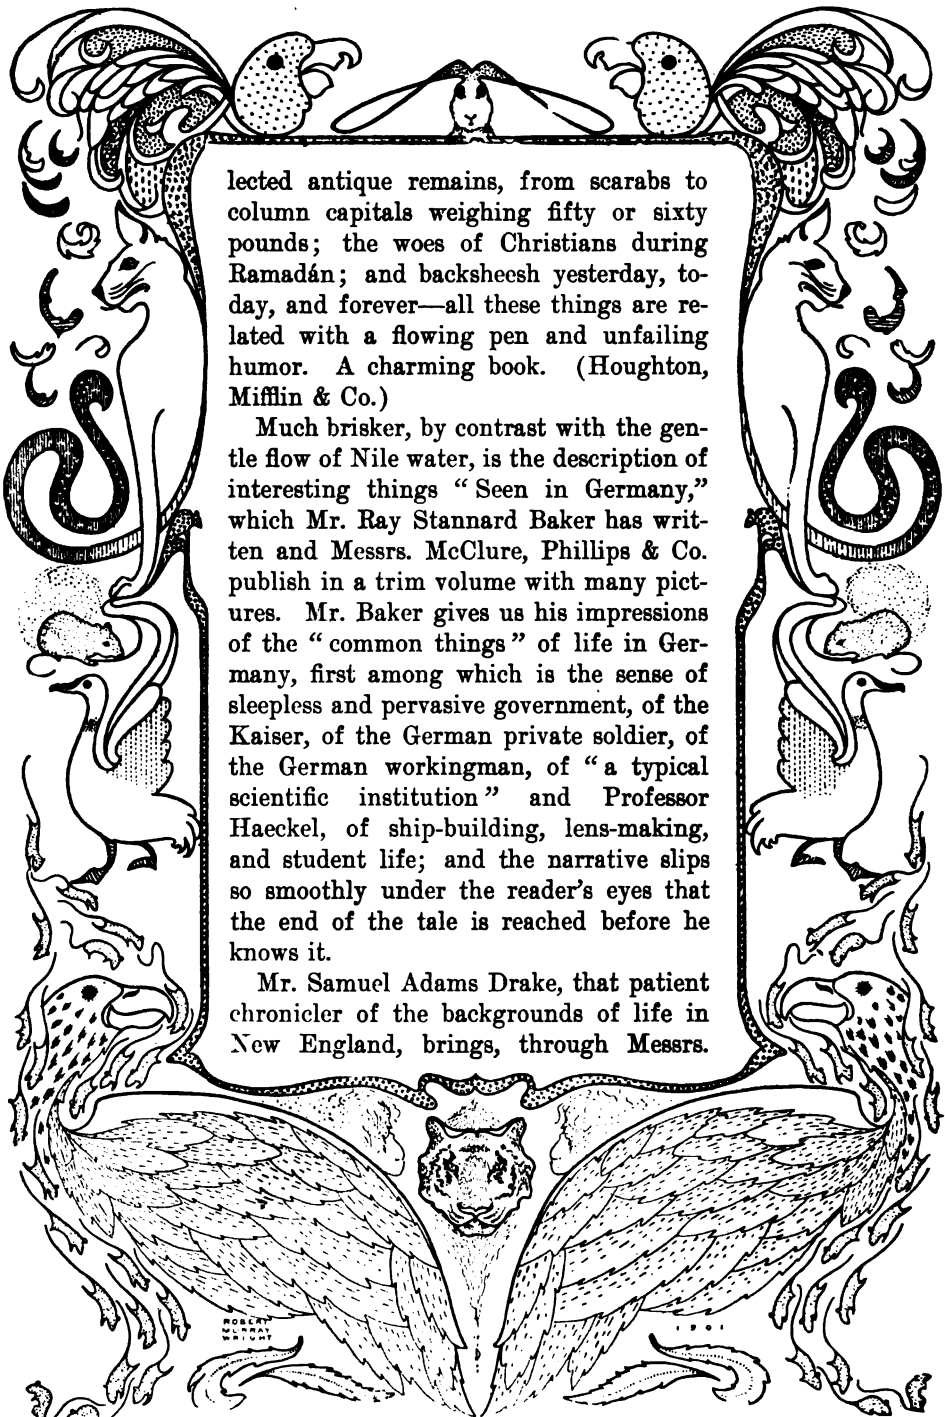 lected antique remains, from scarabs to
column capitals weighing fifty or sixty
pounds; the woes of Christians during
Ramadán; and backsheesh yesterday, to-
day, and forever—all these things are re-
lated with a flowing pen and unfailing
humor. A charming book. (Houghton,
Mifflin & Co.)
Much brisker, by contrast with the gen-
tle flow of Nile water, is the description of
interesting things “Seen in Germany,”
which Mr. Ray Stannard Baker has writ-
ten and Messrs. McClure, Phillips & Co.
publish in a trim volume with many pict-
ures. Mr. Baker gives us his impressions
of the “common things” of life in Ger-
many, first among which is the sense of
sleepless and pervasive government, of the
Kaiser, of the German private soldier, of
the German workingman, of “a typical
scientific institution” and Professor
Haeckel, of ship-building, lens-making,
and student life; and the narrative slips
so smoothly under the reader’s eyes that
the end of the tale is reached before he
knows it.
Mr. Samuel Adams Drake, that patient
chronicler of the backgrounds of life in
New England, brings, through Messrs.
ROBERT
MURRAY
WRIGHT
1901